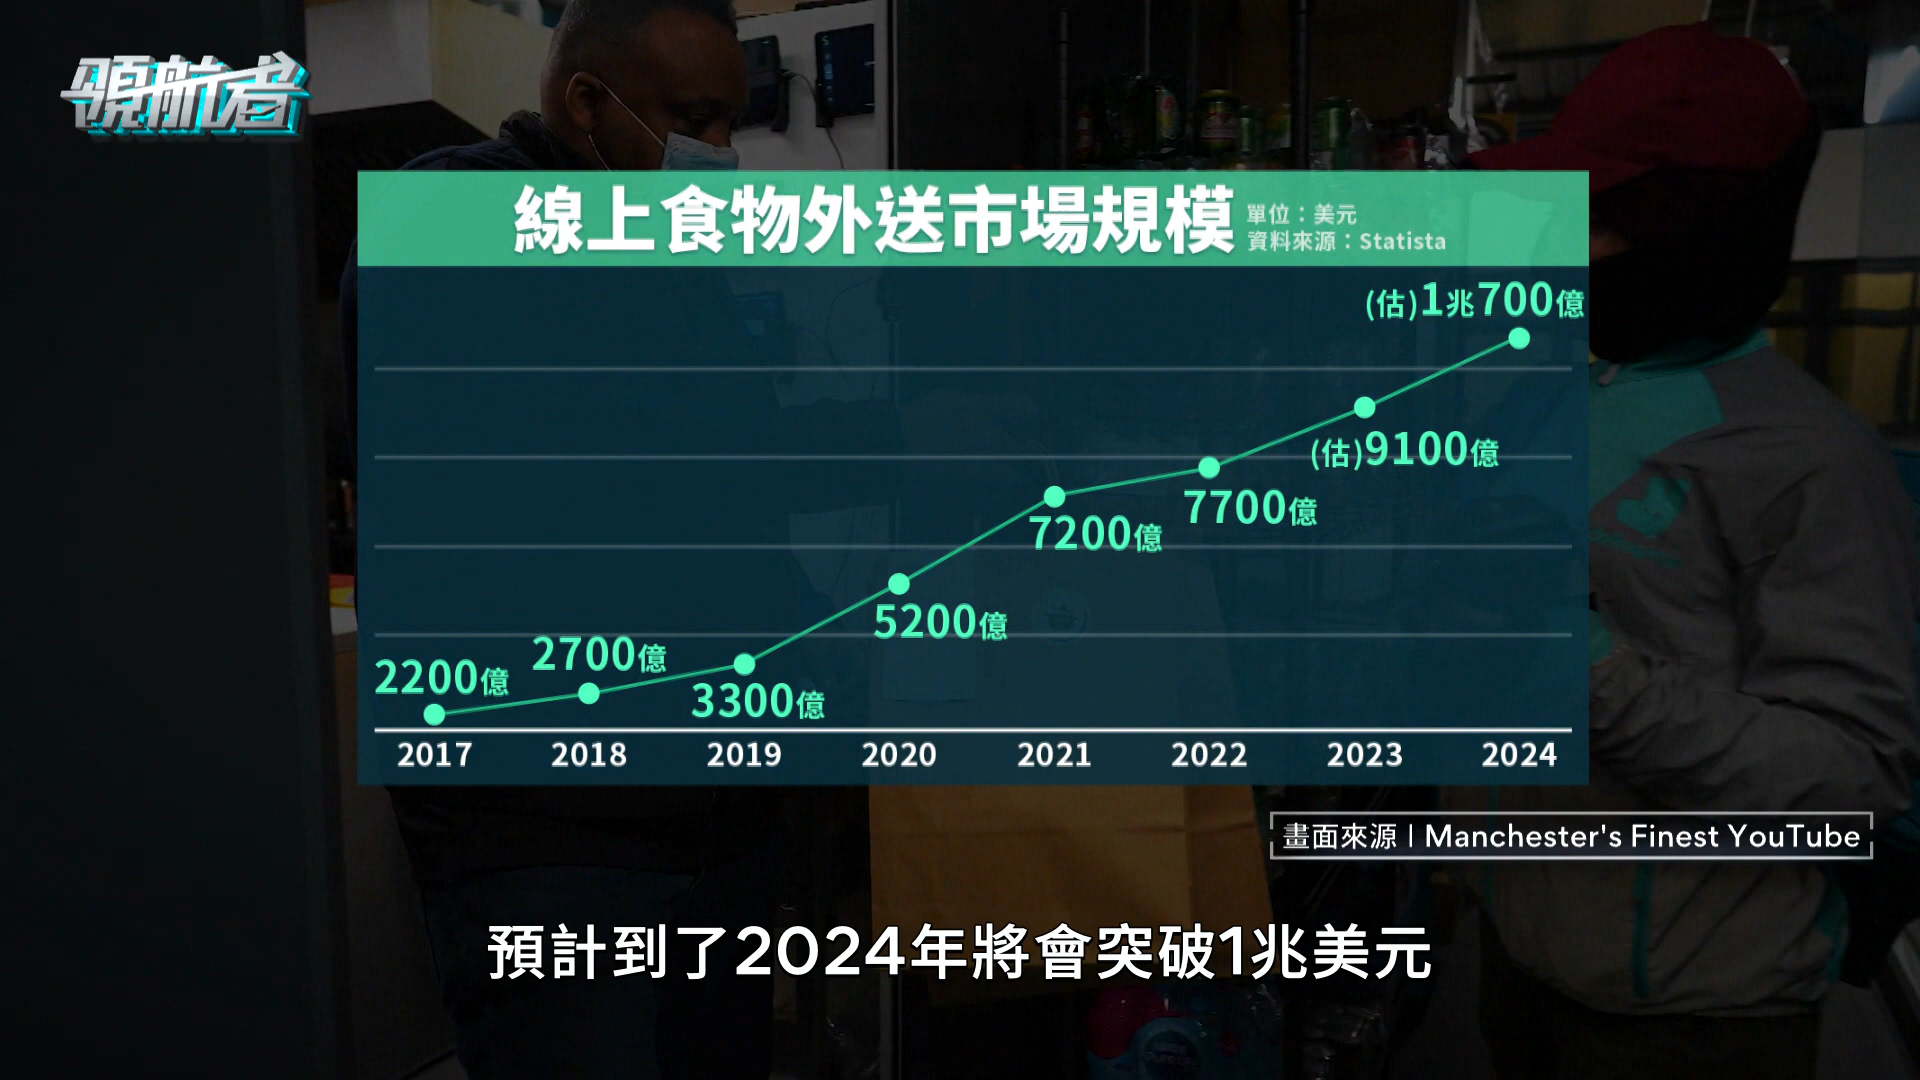 領航者
線上食物外送市場規模
單位：美元
資料來源：Statista
(估)1兆700億
(估)9100億
7700億
7200億
5200億
2700億
2200億
3300億
2017 2018 2019 2020 2021 2022 2023 2024
畫面來源 | Manchester's Finest YouTube
預計到了2024年將會突破1兆美元